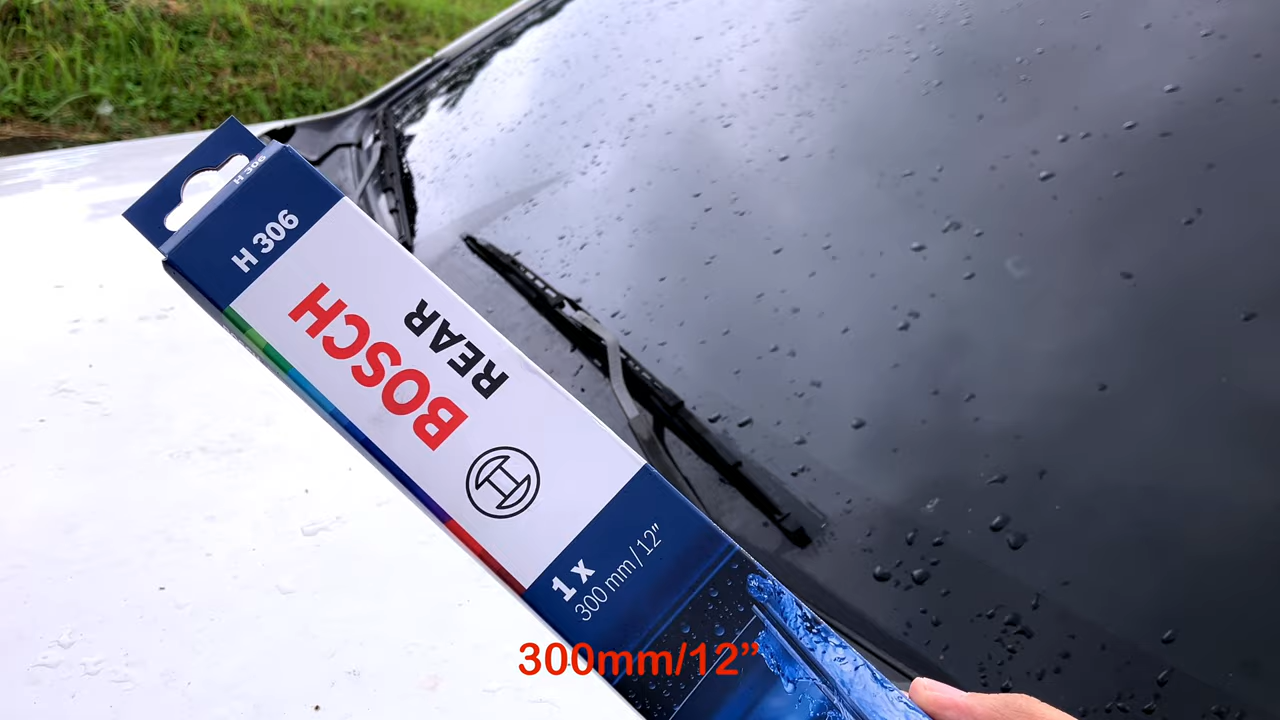 H 306
H 306
BOSCH
REAR
1 x
300 mm / 12"
300mm/12”